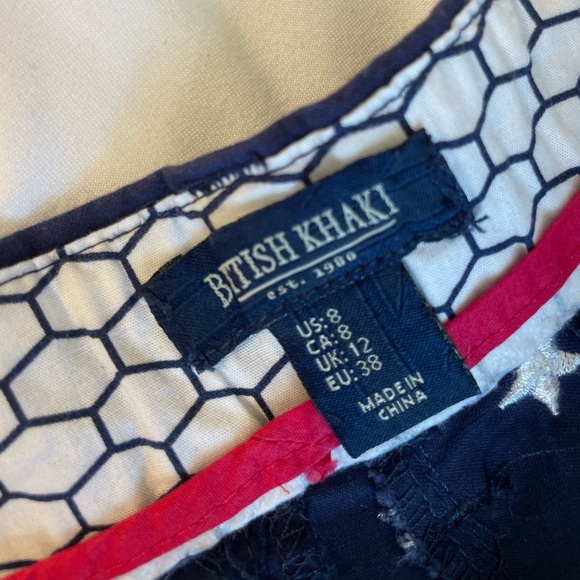 BITISH KHAKI
est. 1980
US: 8
CA: 8
UK: 12
EU: 38
MADE IN
CHINA